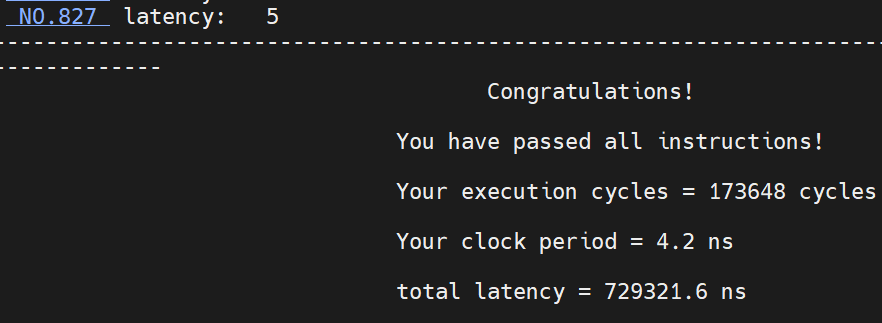 NO.827 latency: 5
--------------------------------------------------------------------
-------------
Congratulations!
You have passed all instructions!
Your execution cycles = 173648 cycles
Your clock period = 4.2 ns
total latency = 729321.6 ns